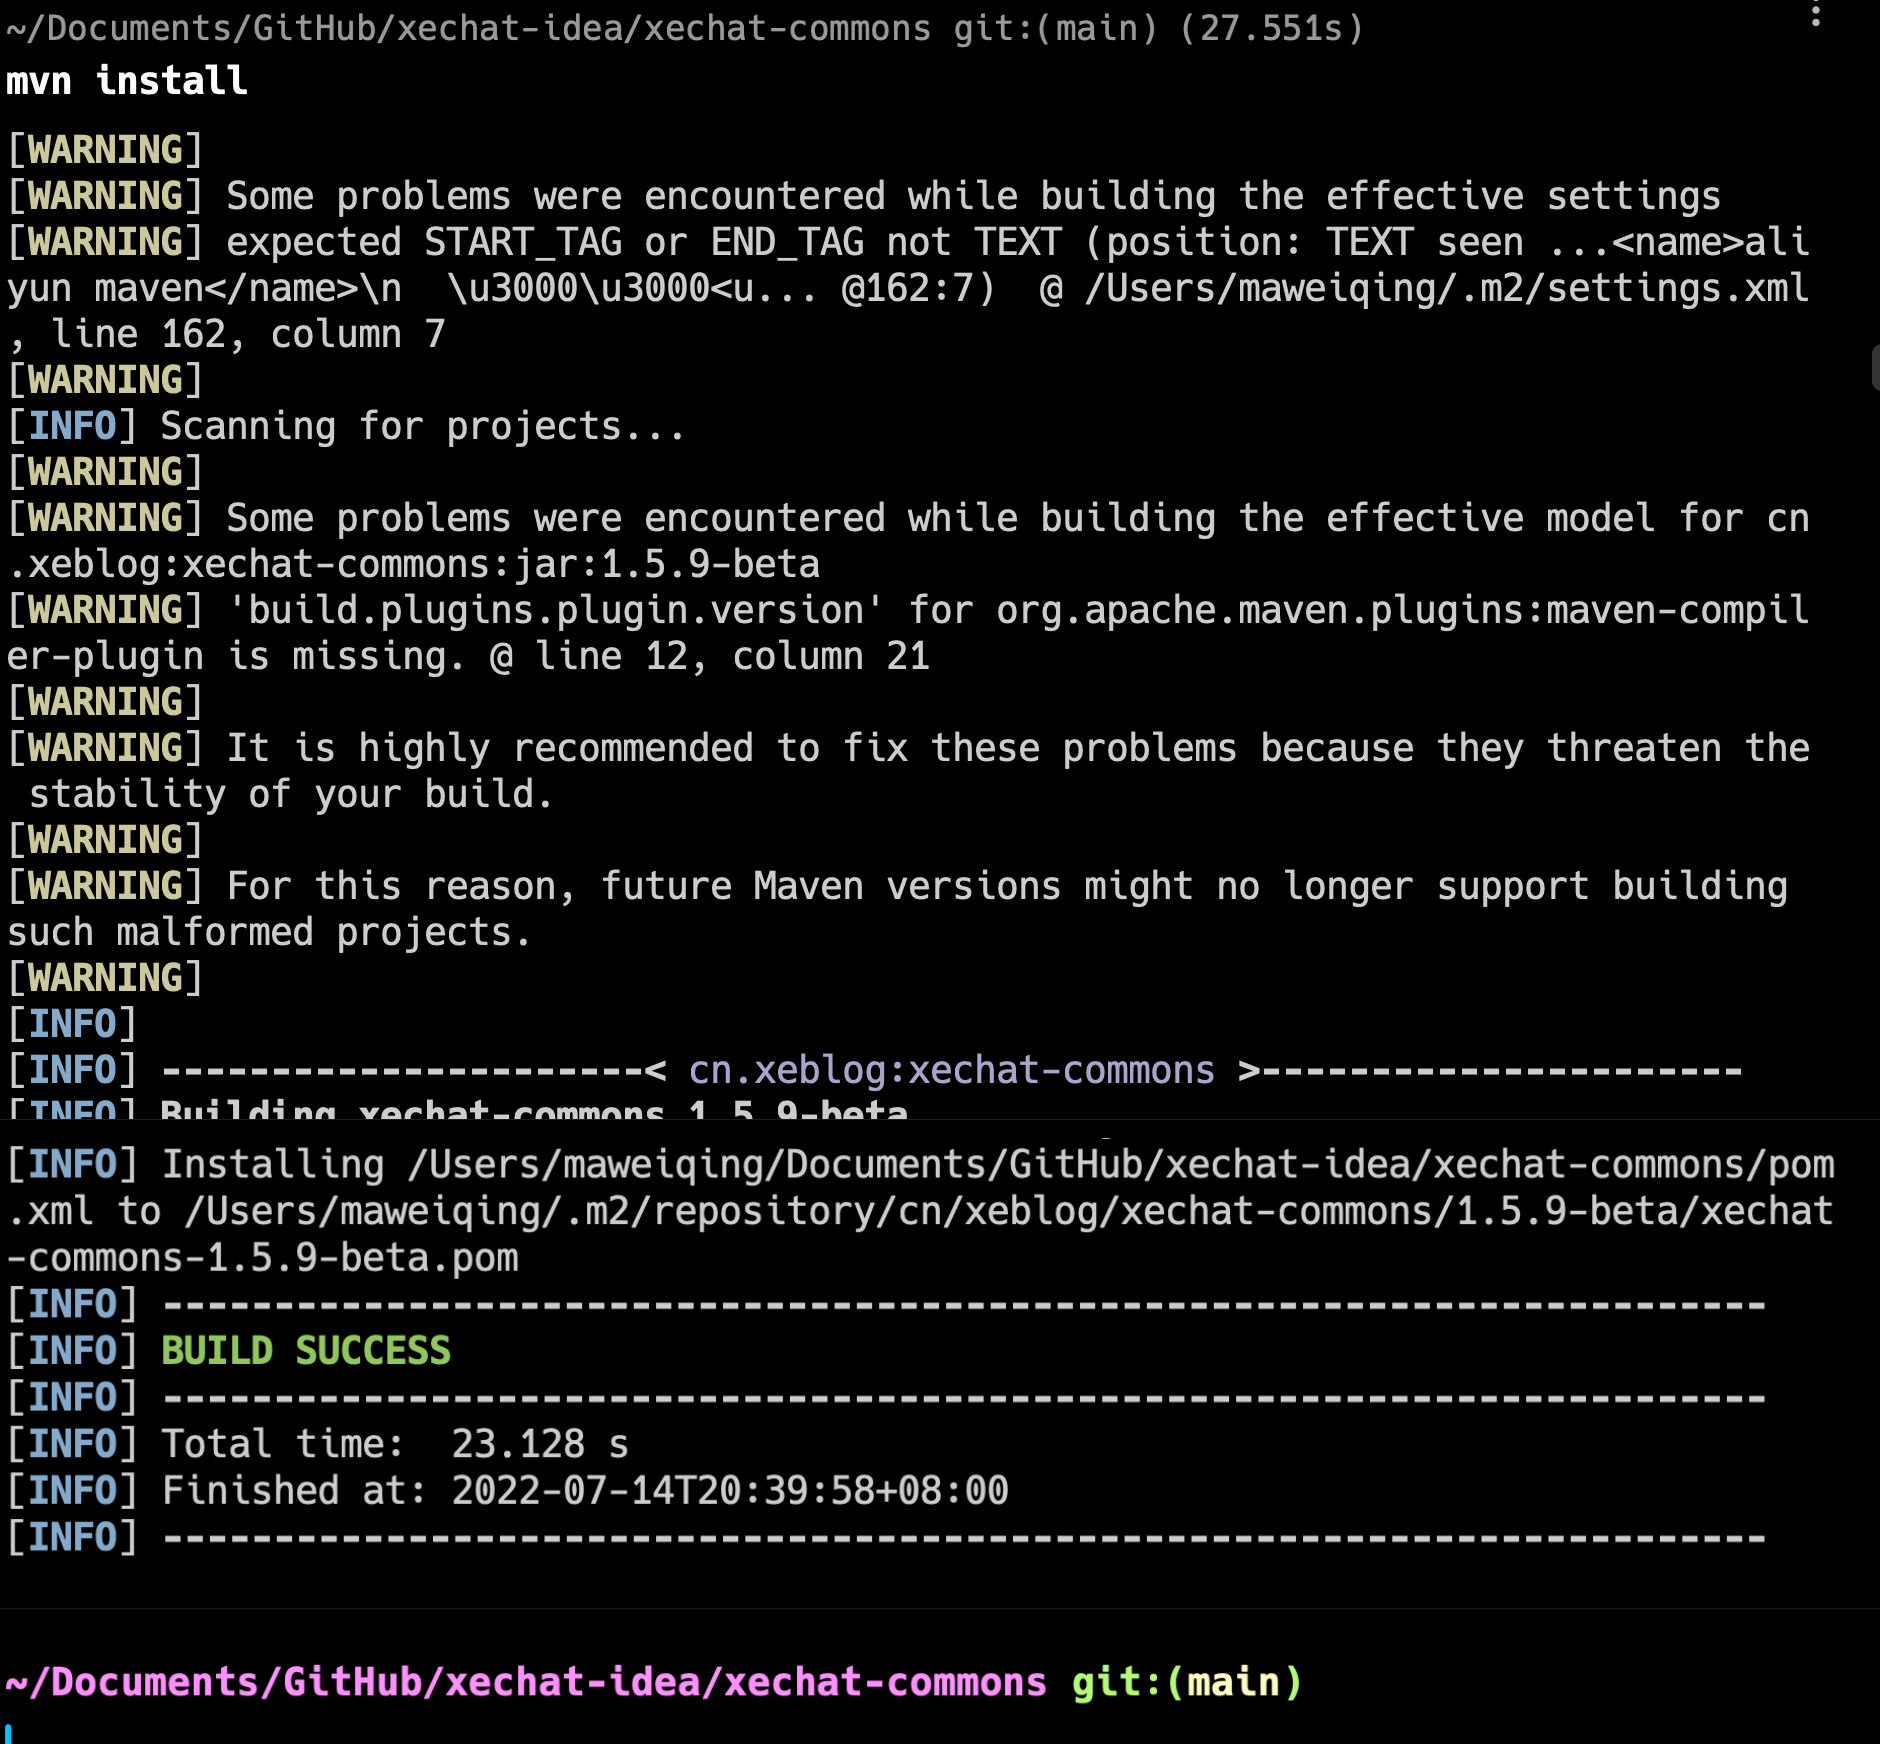 ~/Documents/GitHub/xechat-idea/xechat-commons git:(main) (27.551s)
mvn install
[WARNING]
[WARNING] Some problems were encountered while building the effective settings
[WARNING] expected START_TAG or END_TAG not TEXT (position: TEXT seen ...<name>ali
yun maven</name>\n  \u3000\u3000<u... @162:7)  @ /Users/maweiqing/.m2/settings.xml
, line 162, column 7
[WARNING]
[INFO] Scanning for projects...
[WARNING]
[WARNING] Some problems were encountered while building the effective model for cn
.xeblog:xechat-commons:jar:1.5.9-beta
[WARNING] 'build.plugins.plugin.version' for org.apache.maven.plugins:maven-compil
er-plugin is missing. @ line 12, column 21
[WARNING]
[WARNING] It is highly recommended to fix these problems because they threaten the
 stability of your build.
[WARNING]
[WARNING] For this reason, future Maven versions might no longer support building
such malformed projects.
[WARNING]
[INFO]
[INFO] ----------------------< cn.xeblog:xechat-commons >----------------------
[INFO] Building xechat-commons 1.5.9-beta
[INFO] Installing /Users/maweiqing/Documents/GitHub/xechat-idea/xechat-commons/pom
.xml to /Users/maweiqing/.m2/repository/cn/xeblog/xechat-commons/1.5.9-beta/xechat
-commons-1.5.9-beta.pom
[INFO] ------------------------------------------------------------------------
[INFO] BUILD SUCCESS
[INFO] ------------------------------------------------------------------------
[INFO] Total time:  23.128 s
[INFO] Finished at: 2022-07-14T20:39:58+08:00
[INFO] ------------------------------------------------------------------------
~/Documents/GitHub/xechat-idea/xechat-commons git:(main)